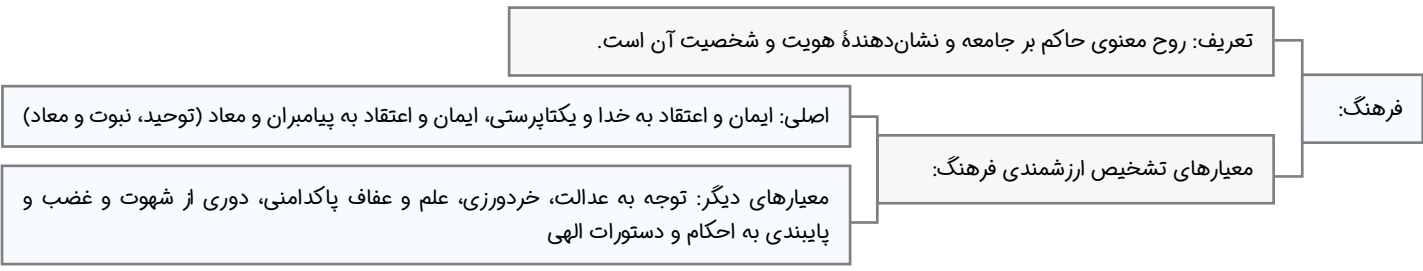 فرهنگ:
تعریف: روح معنوی حاکم بر جامعه و نشان‌دهندهٔ هویت و شخصیت آن است.
معیارهای تشخیص ارزشمندی فرهنگ:
اصلی: ایمان و اعتقاد به خدا و یکتاپرستی، ایمان و اعتقاد به پیامبران و معاد (توحید، نبوت و معاد)
معیارهای دیگر: توجه به عدالت، خردورزی، علم و عفاف پاکدامنی، دوری از شهوت و غضب و
پایبندی به احکام و دستورات الهی